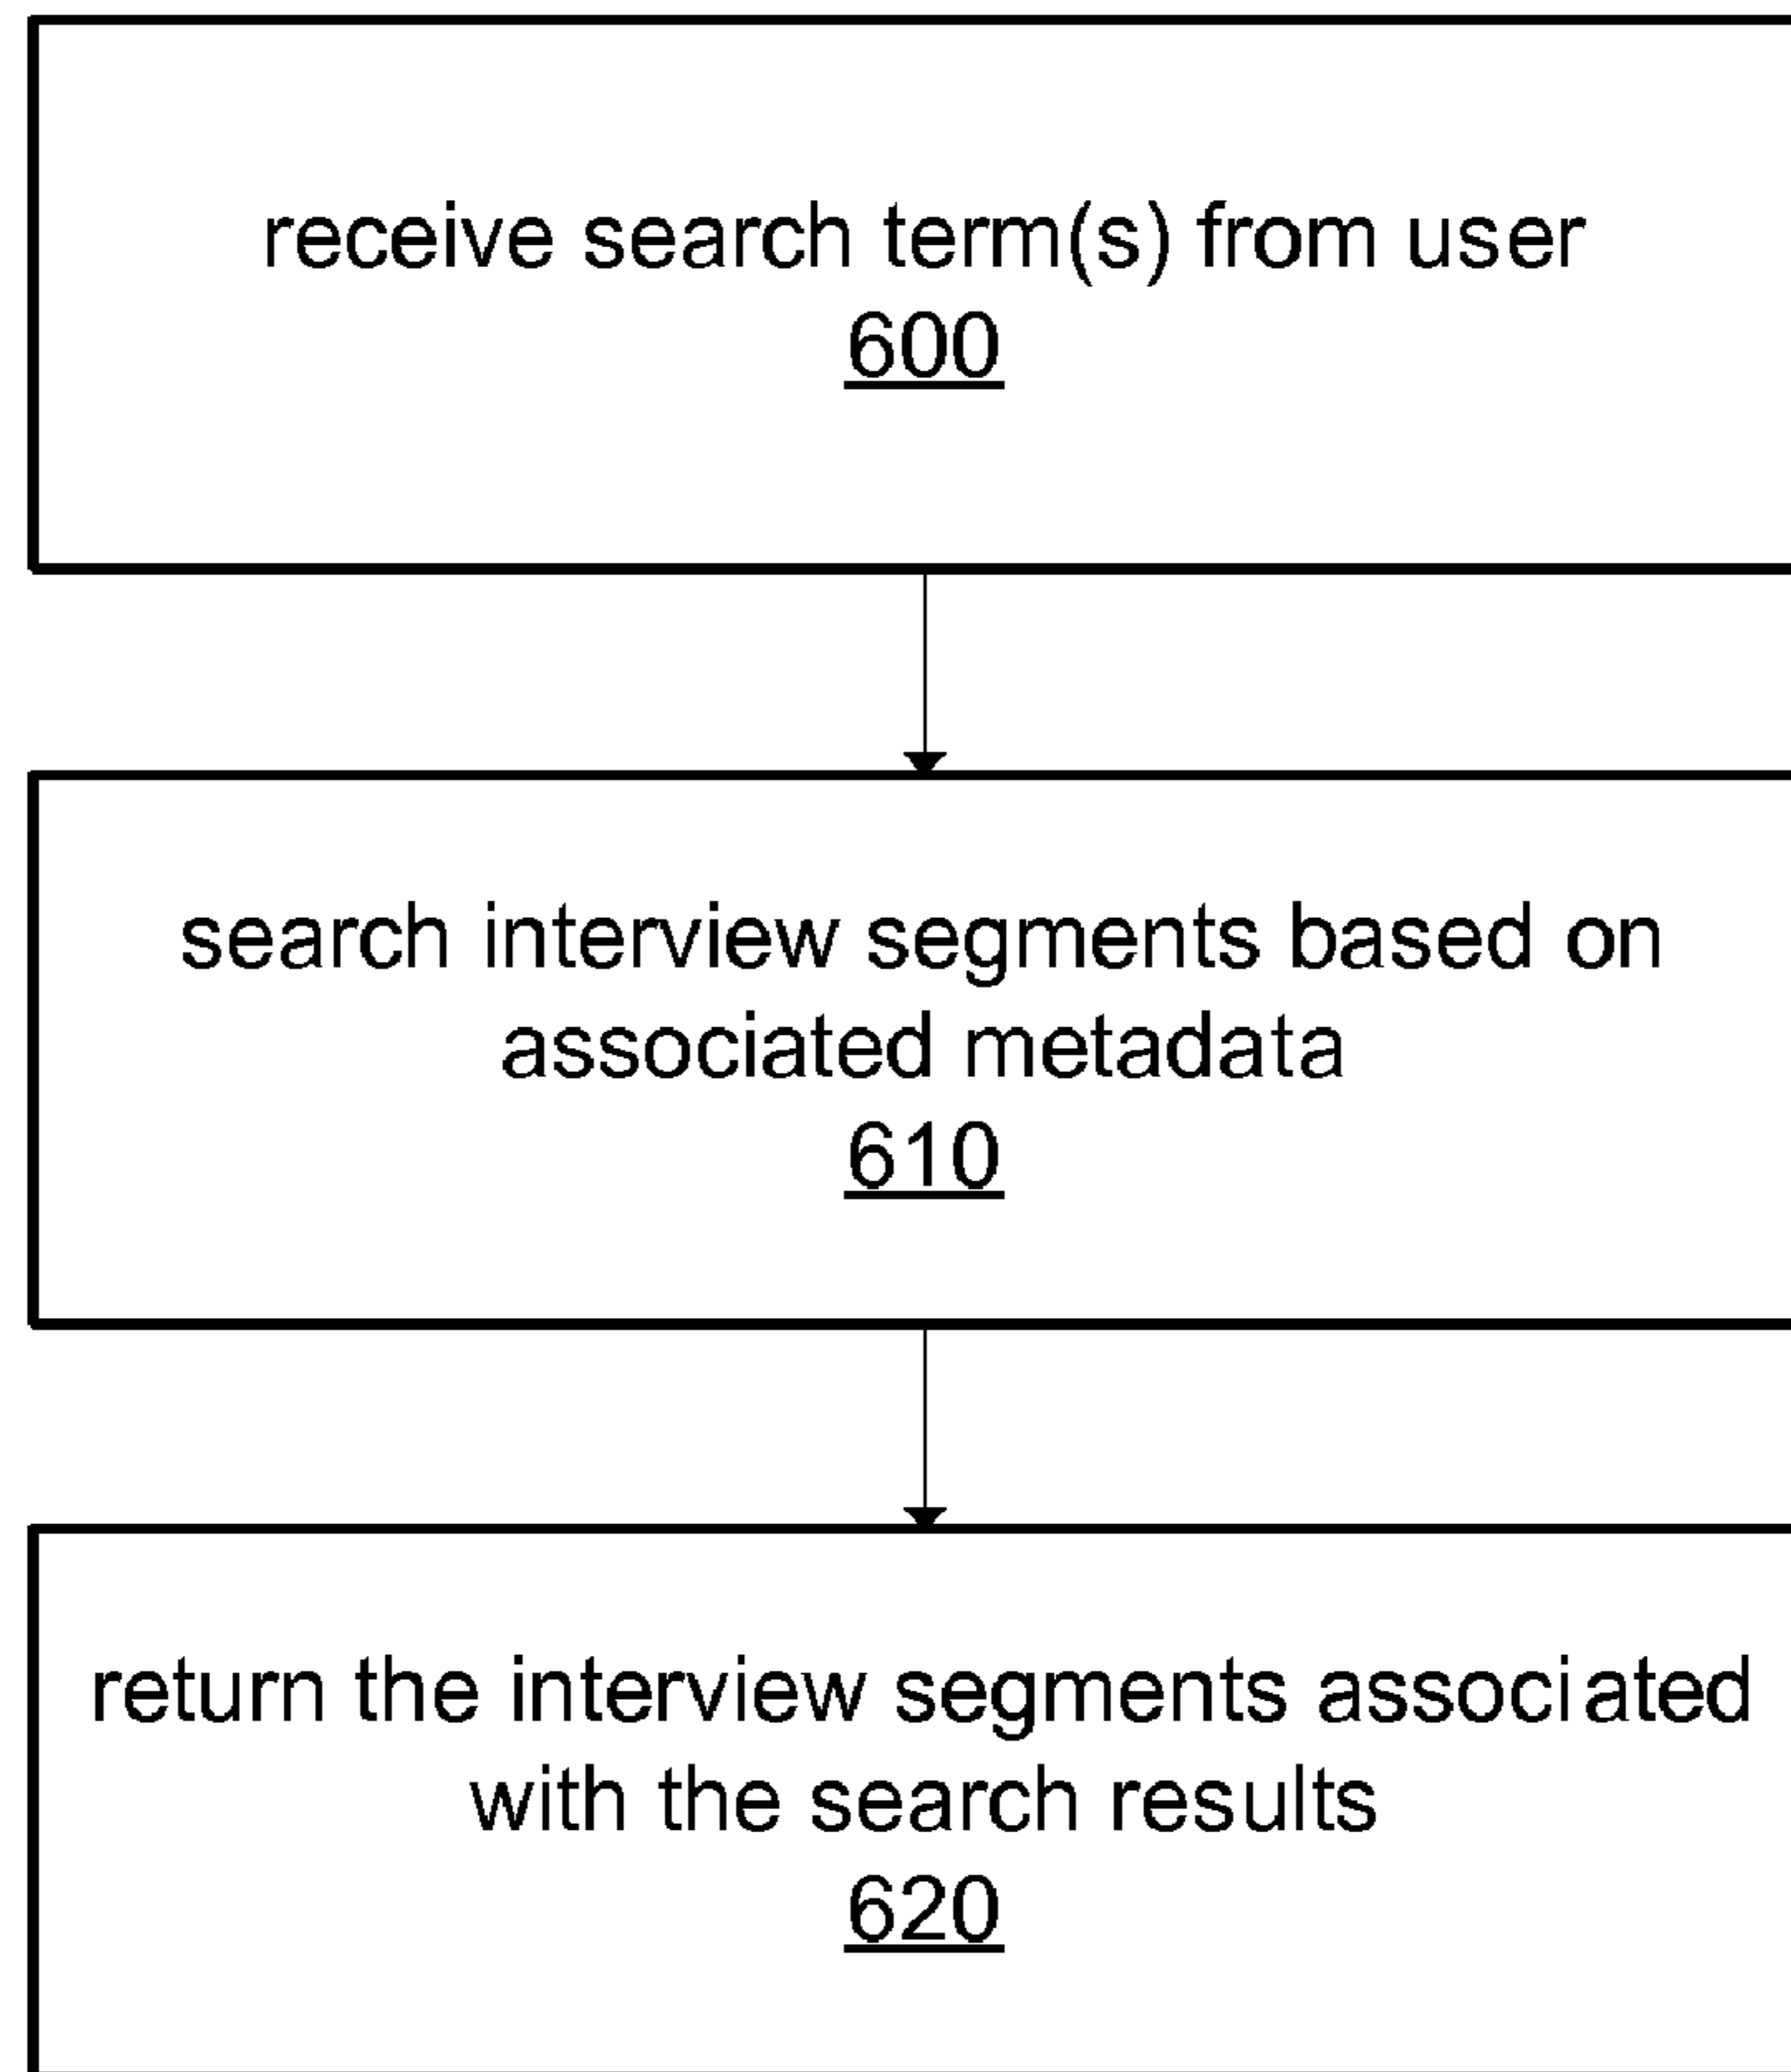 receive search term(s) from user
600
search interview segments based on
associated metadata
610
return the interview segments associated
with the search results
620